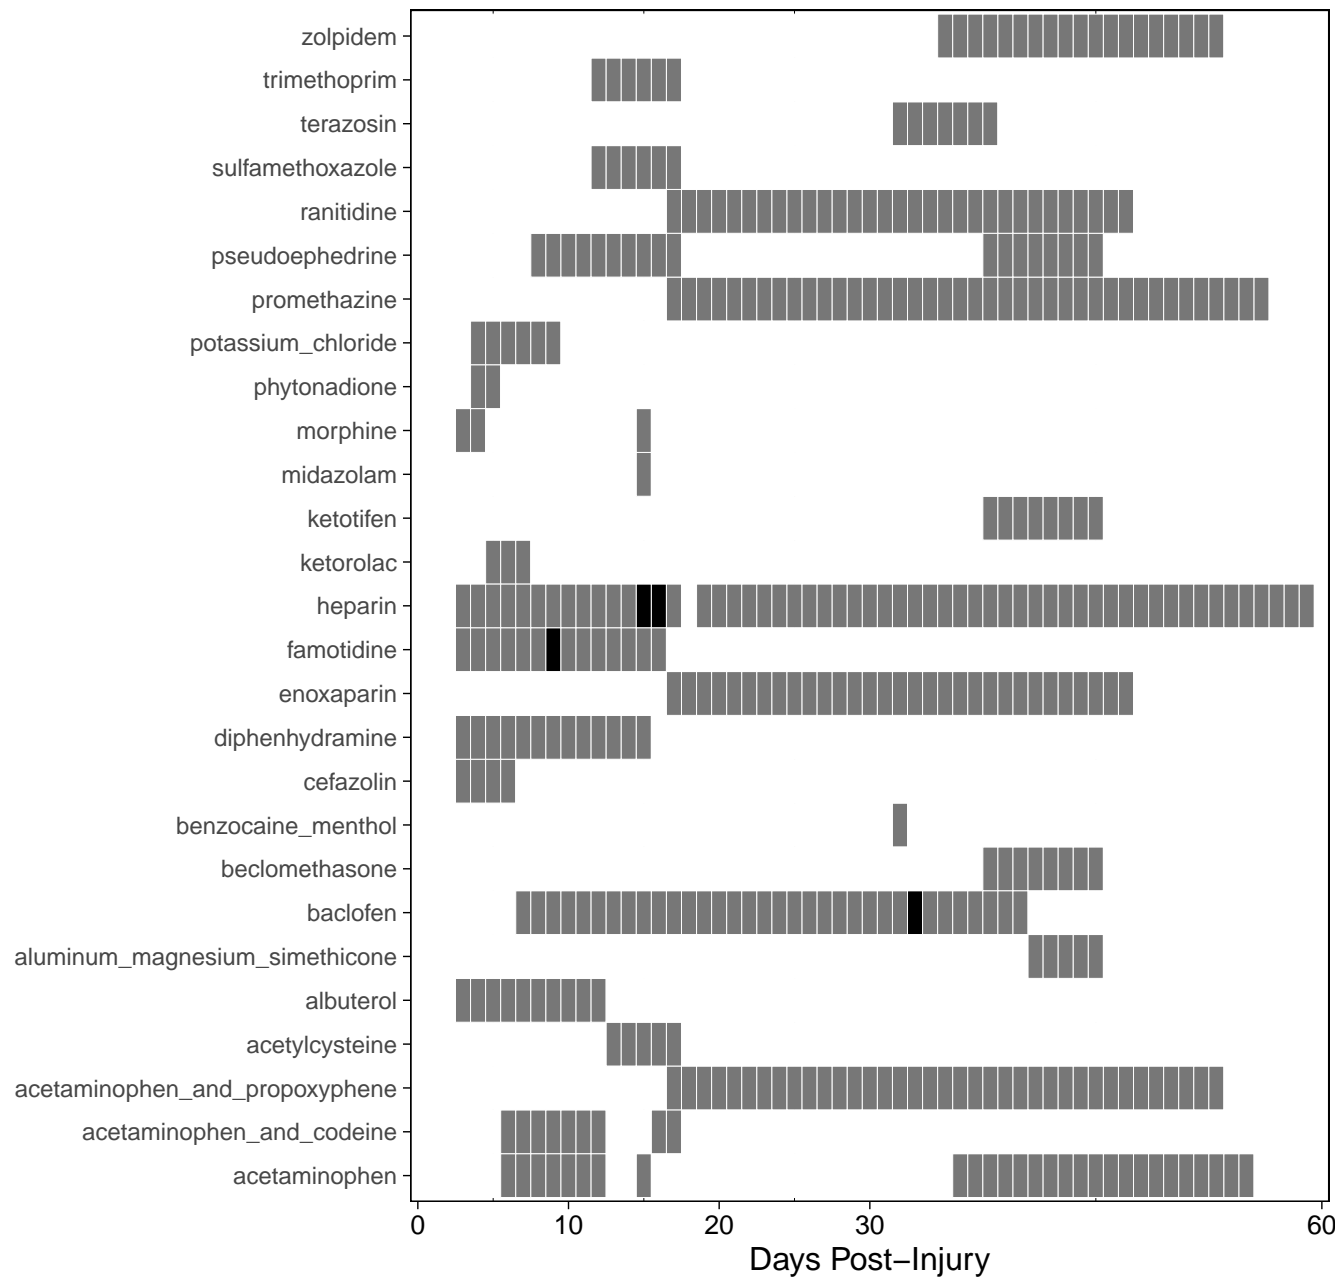 zolpidem
trimethoprim
terazosin
sulfamethoxazole
ranitidine
pseudoephedrine
promethazine
potassium_chloride
phytonadione
morphine
midazolam
ketotifen
ketorolac
heparin
famotidine
enoxaparin
diphenhydramine
cefazolin
benzocaine_menthol
beclomethasone
baclofen
aluminum_magnesium_simethicone
albuterol
acetylcysteine
acetaminophen_and_propoxyphene
acetaminophen_and_codeine
acetaminophen
0 10 20 30 60
Days Post−Injury